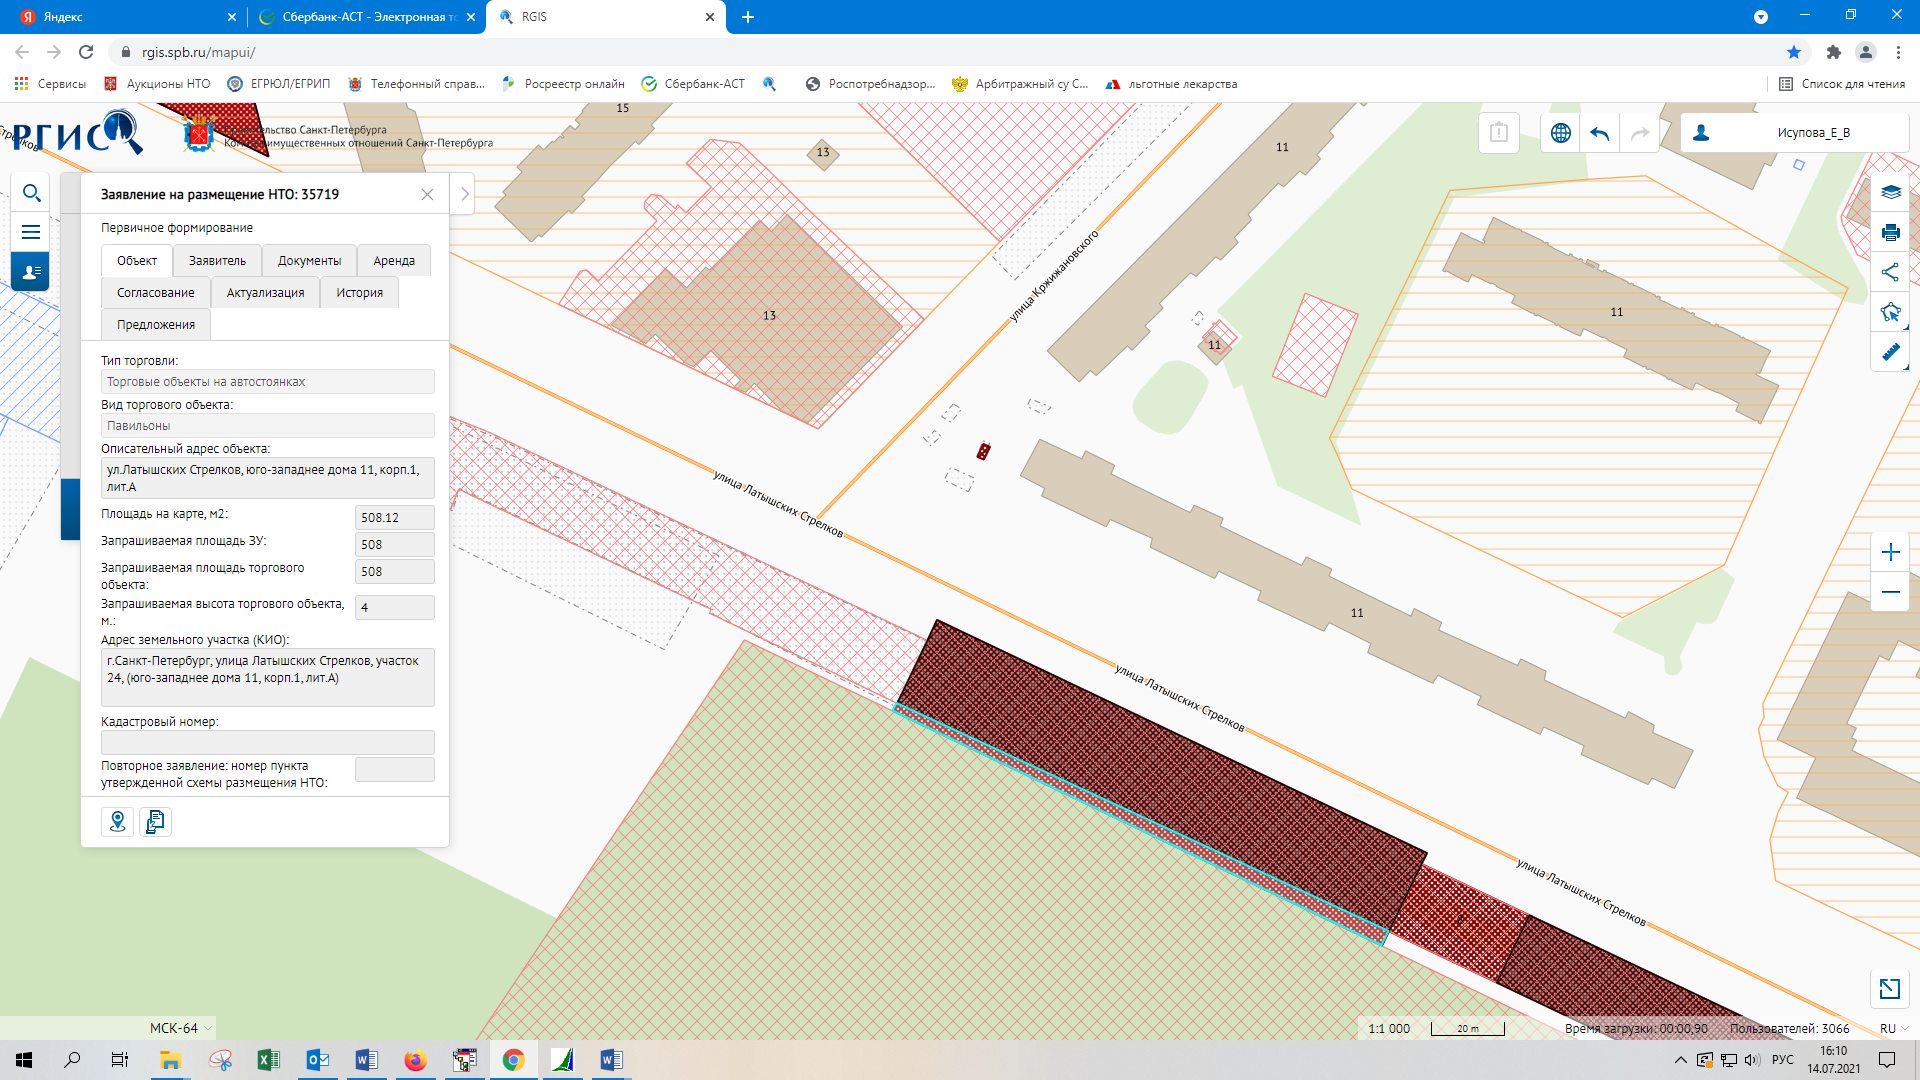 Яндекс
Сбербанк-АСТ - Электронная то
RGIS
rgis.spb.ru/mapui/
Сервисы
Аукционы НТО
ЕГРЮЛ/ЕГРИП
Телефонный справ...
Росреестр онлайн
Сбербанк-АСТ
Роспотребнадзор...
Арбитражный су С...
льготные лекарства
Список для чтения
РГИС
Правительство Санкт-Петербурга
Комитет имущественных отношений Санкт-Петербурга
Исупова_Е_В
Заявление на размещение НТО: 35719
Первичное формирование
Объект
Заявитель
Документы
Аренда
Согласование
Актуализация
История
Предложения
Тип торговли:
Торговые объекты на автостоянках
Вид торгового объекта:
Павильоны
Описательный адрес объекта:
ул.Латышских Стрелков, юго-западнее дома 11, корп.1,
лит.А
Площадь на карте, м2:
508.12
Запрашиваемая площадь ЗУ:
508
Запрашиваемая площадь торгового
объекта:
508
Запрашиваемая высота торгового объекта,
м.:
4
Адрес земельного участка (КИО):
г.Санкт-Петербург, улица Латышских Стрелков, участок
24, (юго-западнее дома 11, корп.1, лит.А)
Кадастровый номер:
Повторное заявление: номер пункта
утвержденной схемы размещения НТО:
15
13
11
13
11
11
11
улица Кржижановского
улица Латышских Стрелков
улица Латышских Стрелков
улица Латышских Стрелков
МСК-64
1:1 000
20 m
Время загрузки: 00:00,90
Пользователей: 3066
RU
РУС
16:10
14.07.2021